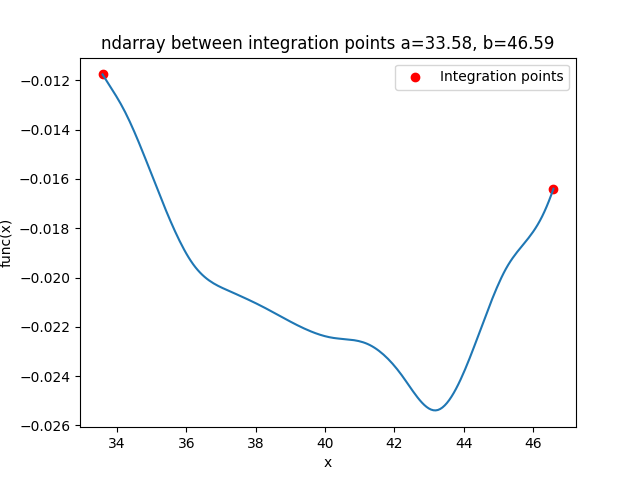 ndarray between integration points a=33.58, b=46.59
Integration points
−0.012
−0.014
−0.016
−0.018
−0.020
−0.022
−0.024
−0.026
func(x)
34 36 38 40 42 44 46
x